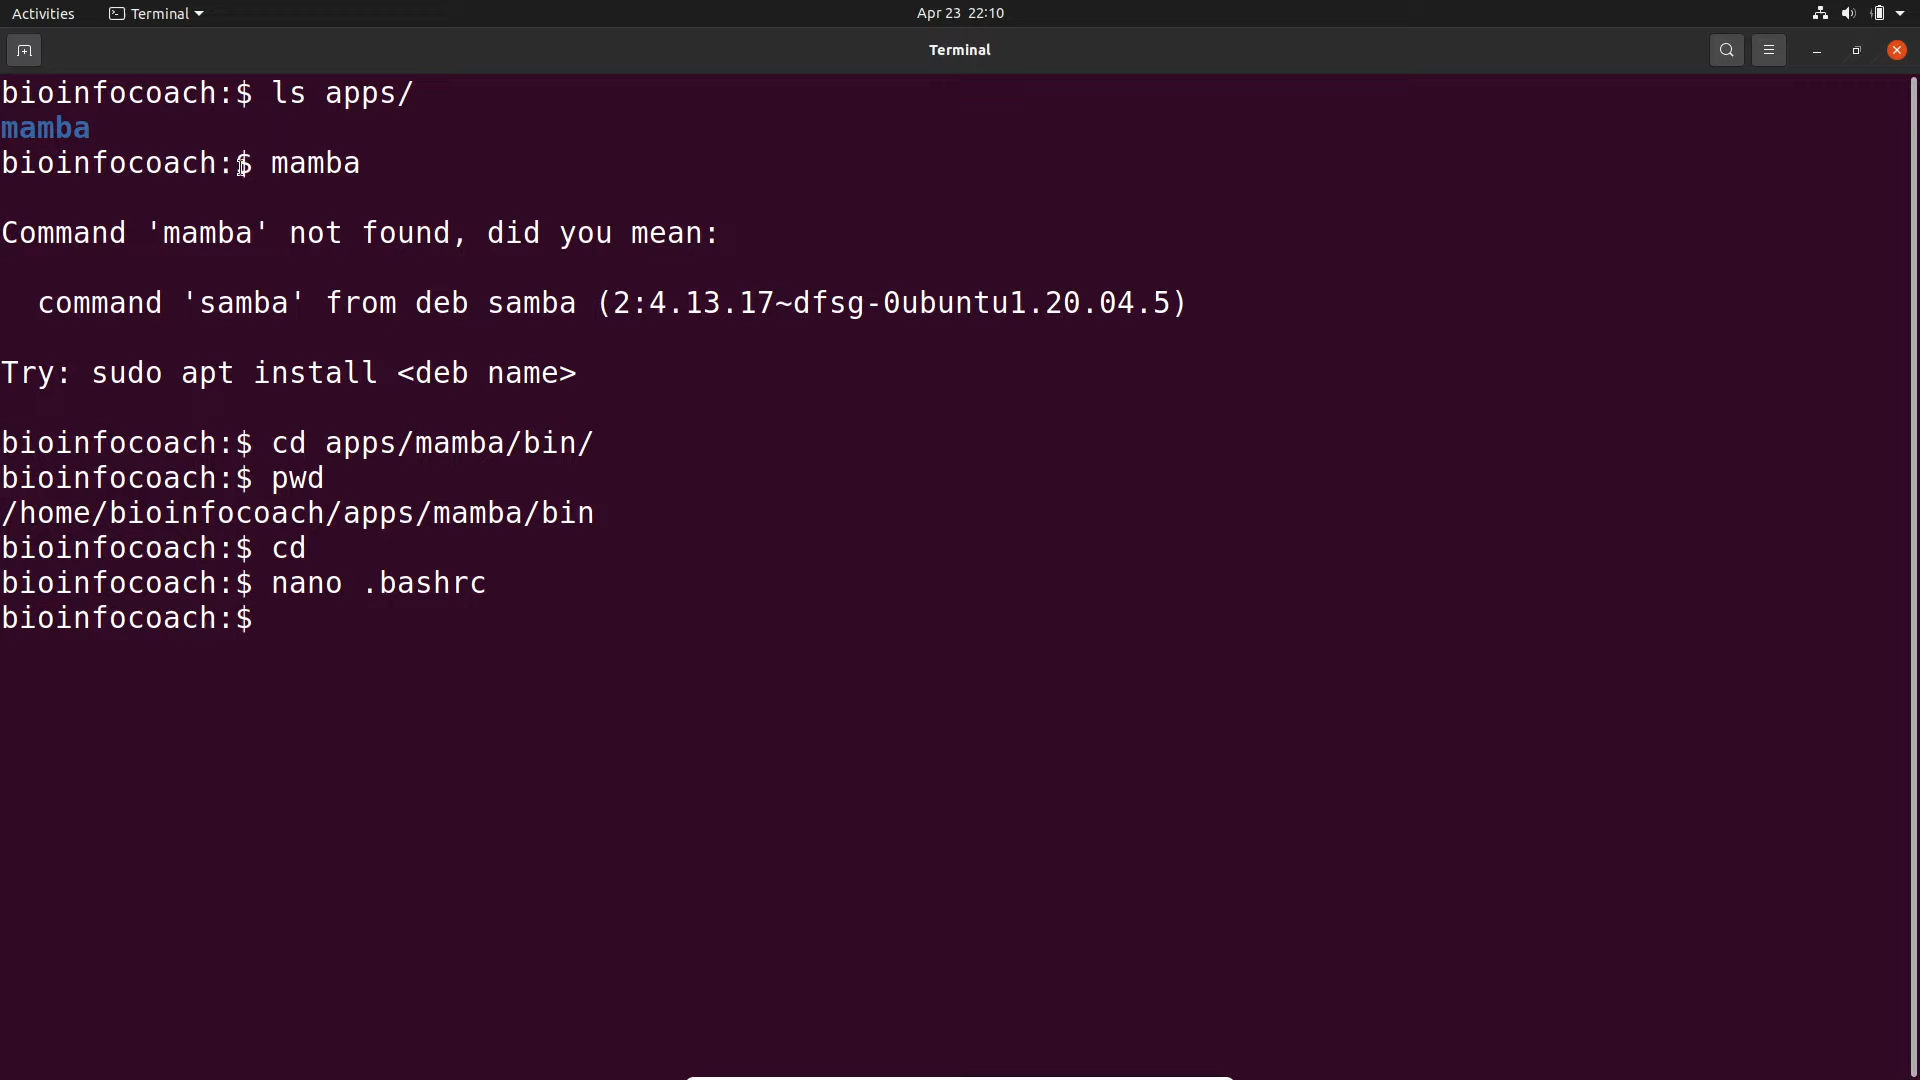 Activities Terminal Apr 23 22:10
Terminal
bioinfocoach:$ ls apps/
mamba
bioinfocoach:$ mamba
Command 'mamba' not found, did you mean:
command 'samba' from deb samba (2:4.13.17~dfsg-0ubuntu1.20.04.5)
Try: sudo apt install <deb name>
bioinfocoach:$ cd apps/mamba/bin/
bioinfocoach:$ pwd
/home/bioinfocoach/apps/mamba/bin
bioinfocoach:$ cd
bioinfocoach:$ nano .bashrc
bioinfocoach:$